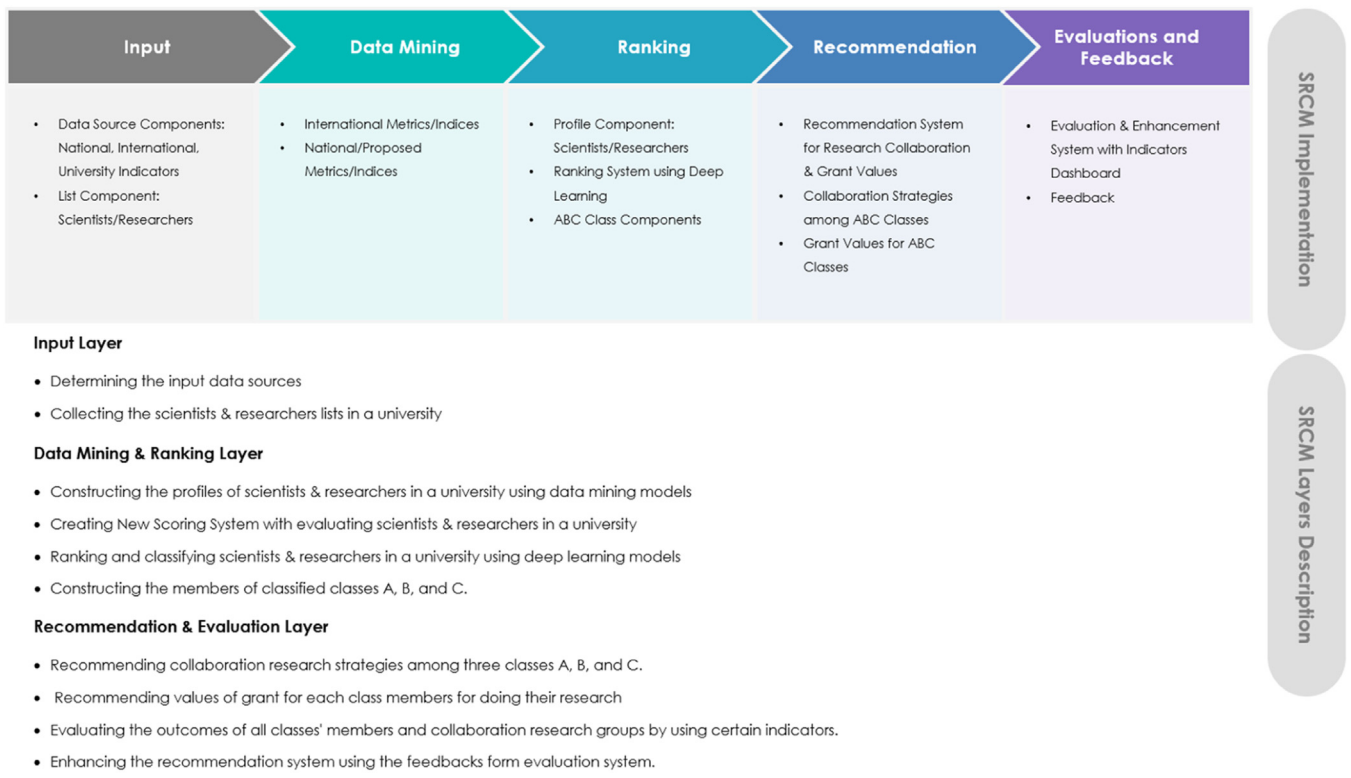 Input
Data Mining
Ranking
Recommendation
Evaluations and
Feedback
• Data Source Components:
National, International,
University Indicators
• List Component:
Scientists/Researchers
• International Metrics/Indices
• National/Proposed
Metrics/Indices
• Profile Component:
Scientists/Researchers
• Ranking System using Deep
Learning
• ABC Class Components
• Recommendation System
for Research Collaboration
& Grant Values
• Collaboration Strategies
among ABC Classes
• Grant Values for ABC
Classes
• Evaluation & Enhancement
System with Indicators
Dashboard
• Feedback
SRCM Implementation
Input Layer
• Determining the input data sources
• Collecting the scientists & researchers lists in a university
Data Mining & Ranking Layer
• Constructing the profiles of scientists & researchers in a university using data mining models
• Creating New Scoring System with evaluating scientists & researchers in a university
• Ranking and classifying scientists & researchers in a university using deep learning models
• Constructing the members of classified classes A, B, and C.
Recommendation & Evaluation Layer
• Recommending collaboration research strategies among three classes A, B, and C.
• Recommending values of grant for each class members for doing their research
• Evaluating the outcomes of all classes' members and collaboration research groups by using certain indicators.
• Enhancing the recommendation system using the feedbacks form evaluation system.
SRCM Layers Description